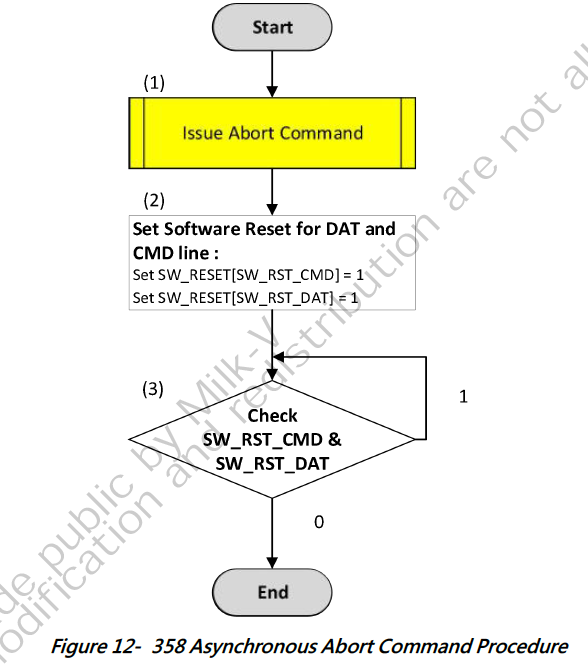 Start
(1)
Issue Abort Command
(2)
Set Software Reset for DAT and
CMD line :
Set SW_RESET[SW_RST_CMD] = 1
Set SW_RESET[SW_RST_DAT] = 1
(3)
Check
SW_RST_CMD &
SW_RST_DAT
1
0
End
de public by Milk-V
modification and redistribution are not all
Figure 12- 358 Asynchronous Abort Command Procedure